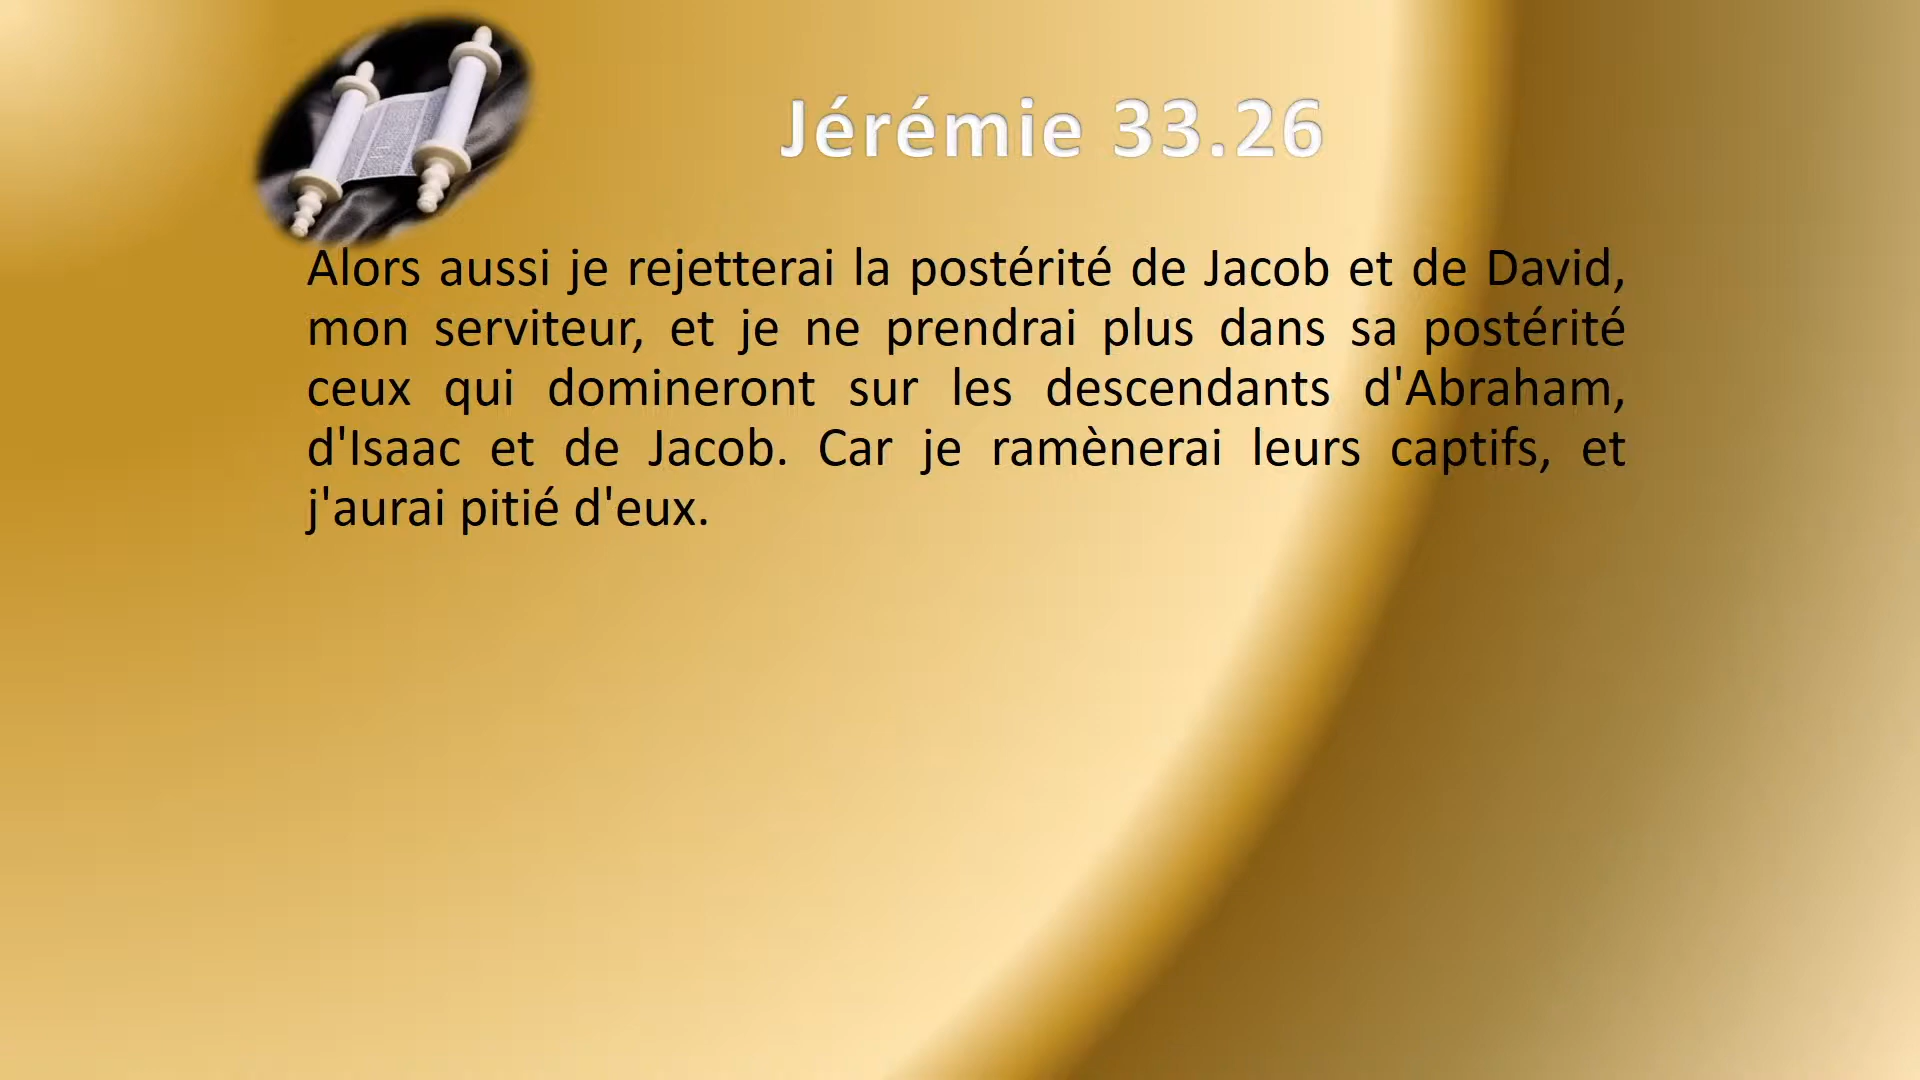 Jérémie 33.26
Alors aussi je rejetterai la postérité de Jacob et de David,
mon serviteur, et je ne prendrai plus dans sa postérité
ceux qui domineront sur les descendants d'Abraham,
d'Isaac et de Jacob. Car je ramènerai leurs captifs, et
j'aurai pitié d'eux.